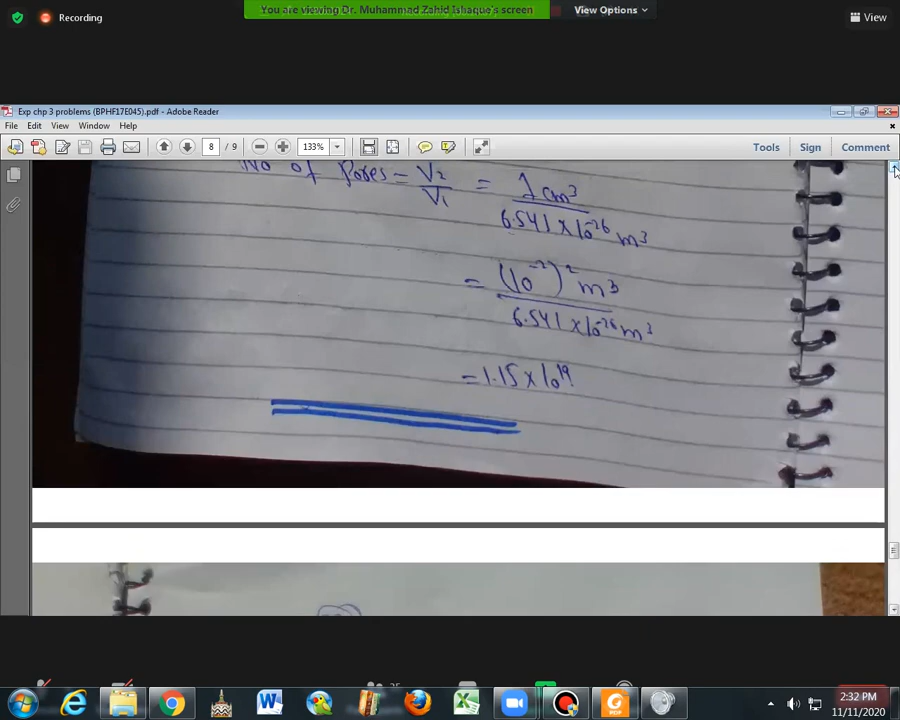 Recording
You are viewing Dr. Muhammad Zahid Ishaque's screen
View Options
View
Exp chp 3 problems (BPHF17E045).pdf - Adobe Reader
File Edit View Window Help
8 / 9
133%
Tools Sign Comment
No of Pores = V₂/V₁ = 1 cm³ / 6.541 x 10⁻²⁶ m³
= (10⁻²)² m³ / 6.541 x 10⁻²⁶ m³
= 1.15 x 10¹⁹
2:32 PM
11/11/2020